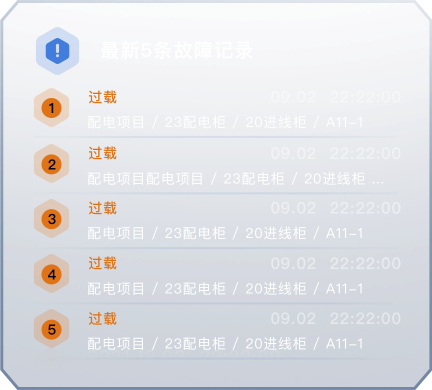 最新5条故障记录
1 过载 09.02 22:22:00
配电项目 / 23配电柜 / 20进线柜 / A11-1
2 过载 09.02 22:22:00
配电项目配电项目 / 23配电柜 / 20进线柜 ...
3 过载 09.02 22:22:00
配电项目 / 23配电柜 / 20进线柜 / A11-1
4 过载 09.02 22:22:00
配电项目 / 23配电柜 / 20进线柜 / A11-1
5 过载 09.02 22:22:00
配电项目 / 23配电柜 / 20进线柜 / A11-1